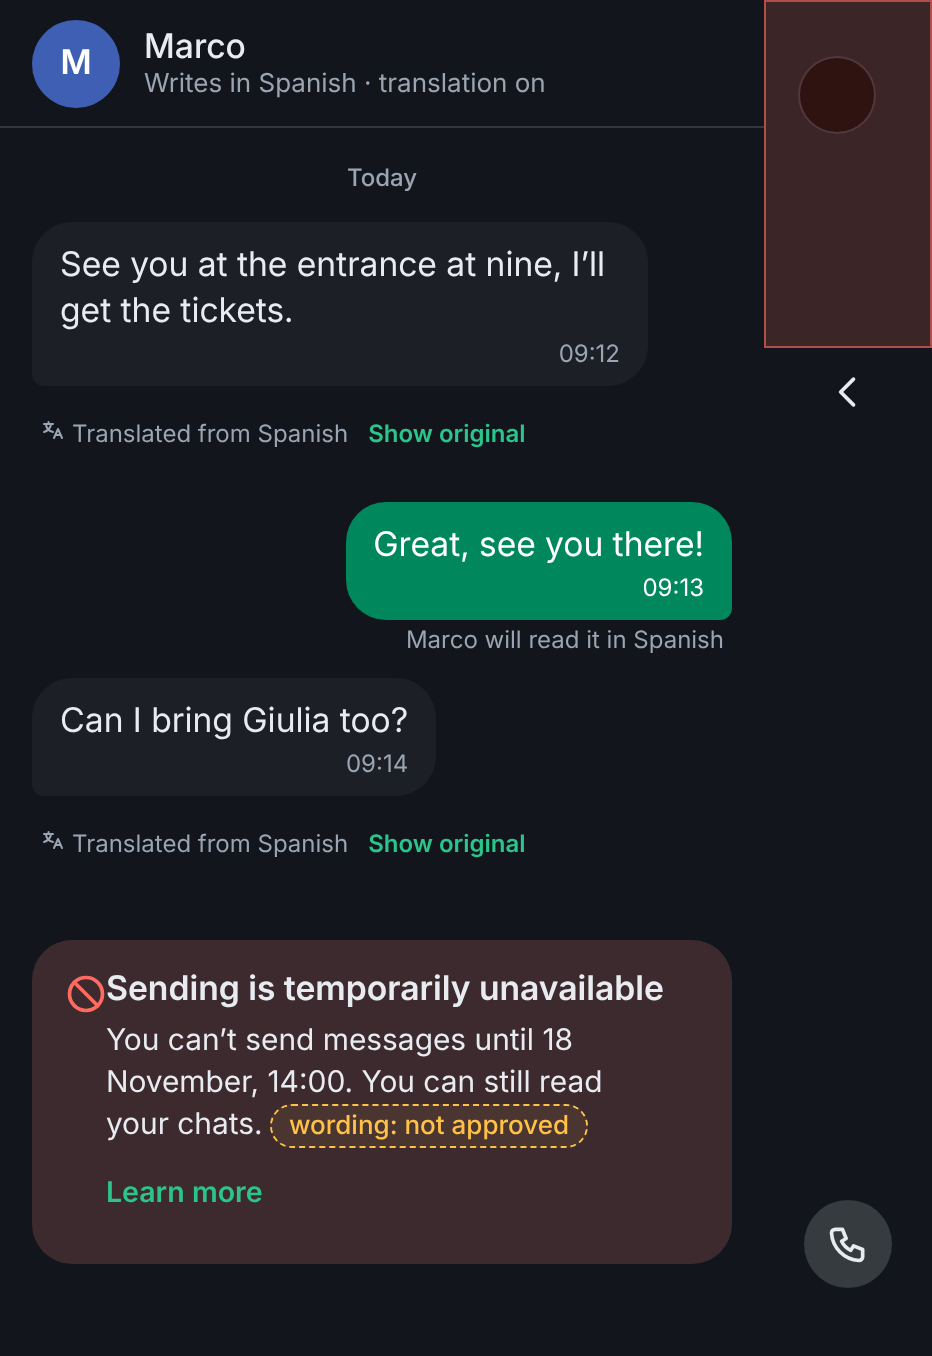 M
Marco
Writes in Spanish · translation on
Today
See you at the entrance at nine, I’ll
get the tickets.
09:12
Translated from Spanish Show original
Great, see you there!
09:13
Marco will read it in Spanish
Can I bring Giulia too?
09:14
Translated from Spanish Show original
Sending is temporarily unavailable
You can’t send messages until 18
November, 14:00. You can still read
your chats. wording: not approved
Learn more